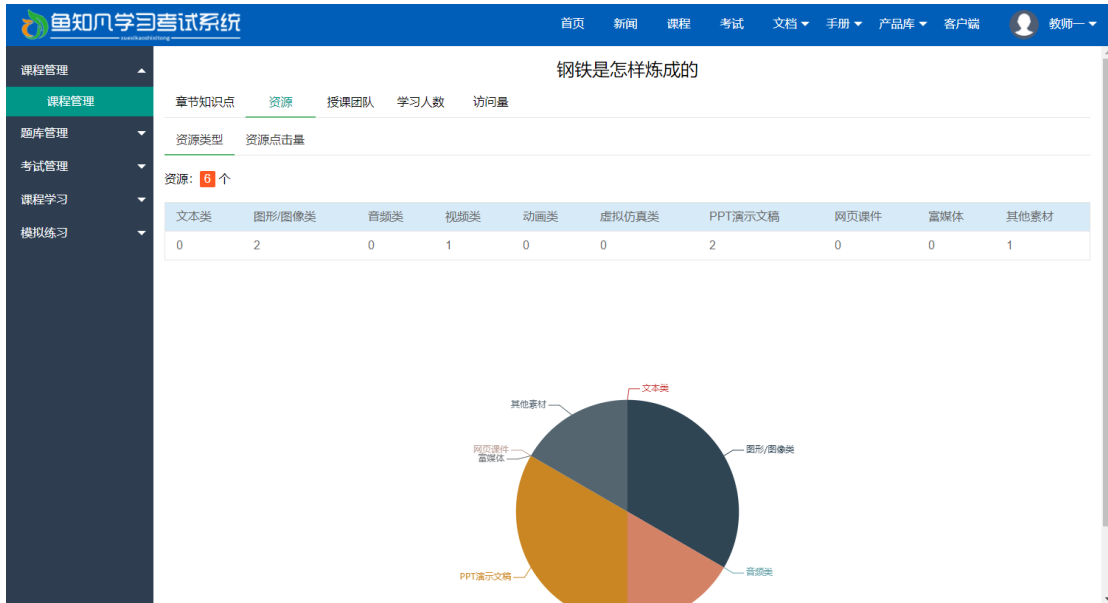 鱼知凡学习考试系统
xuexikaoshixitong
首页 新闻 课程 考试 文档 手册 产品库 客户端 教师一
课程管理
课程管理
题库管理
考试管理
课程学习
模拟练习
钢铁是怎样炼成的
章节知识点 资源 授课团队 学习人数 访问量
资源类型 资源点击量
资源: 6 个
文本类 图形/图像类 音频类 视频类 动画类 虚拟仿真类 PPT演示文稿 网页课件 富媒体 其他素材
0 2 0 1 0 0 2 0 0 1
文本类
其他素材
网页课件
图形/图像类
富媒体
PPT演示文稿
音频类